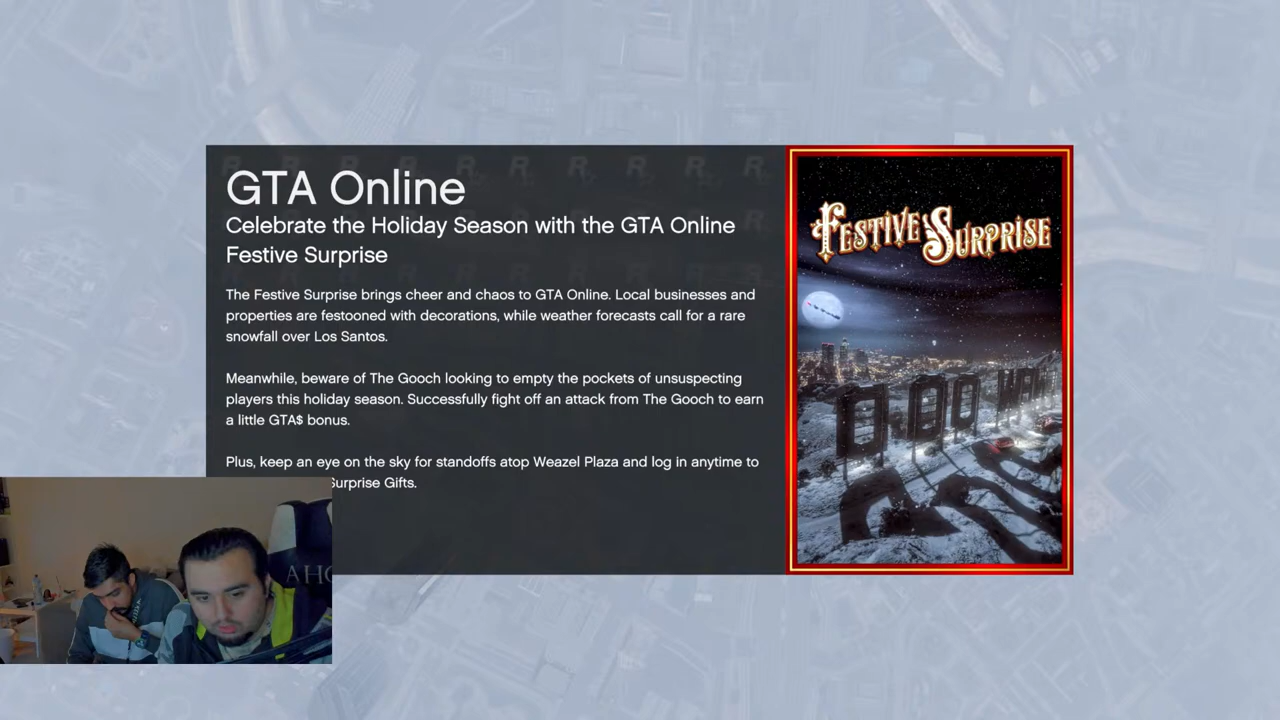 GTA Online
Celebrate the Holiday Season with the GTA Online
Festive Surprise
The Festive Surprise brings cheer and chaos to GTA Online. Local businesses and
properties are festooned with decorations, while weather forecasts call for a rare
snowfall over Los Santos.
Meanwhile, beware of The Gooch looking to empty the pockets of unsuspecting
players this holiday season. Successfully fight off an attack from The Gooch to earn
a little GTA$ bonus.
Plus, keep an eye on the sky for standoffs atop Weazel Plaza and log in anytime to
Surprise Gifts.
FESTIVE SURPRISE